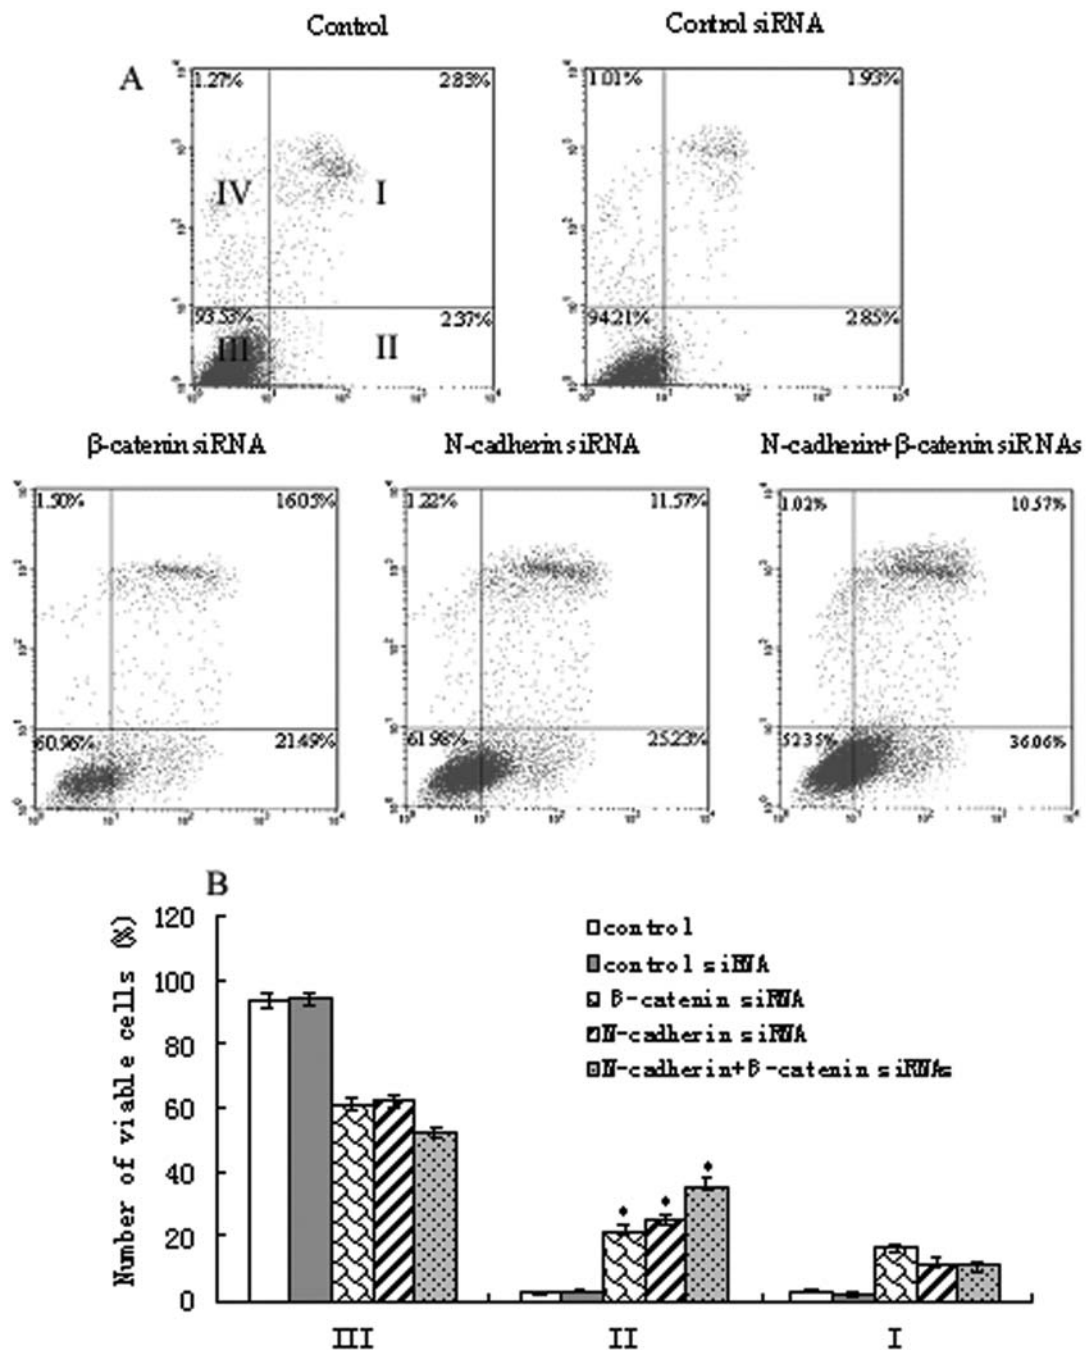 Control
Control siRNA
A
1.27%
2.83%
IV
I
93.53%
2.37%
III
II
1.01%
1.93%
94.21%
2.85%
β-catenin siRNA
N-cadherin siRNA
N-cadherin+β-catenin siRNAs
1.50%
16.05%
60.96%
21.49%
1.22%
11.57%
61.98%
25.23%
1.02%
10.57%
52.35%
36.06%
B
Number of viable cells (%)
120
100
80
60
40
20
0
control
control siRNA
β-catenin siRNA
N-cadherin siRNA
N-cadherin+β-catenin siRNAs
III
II
I